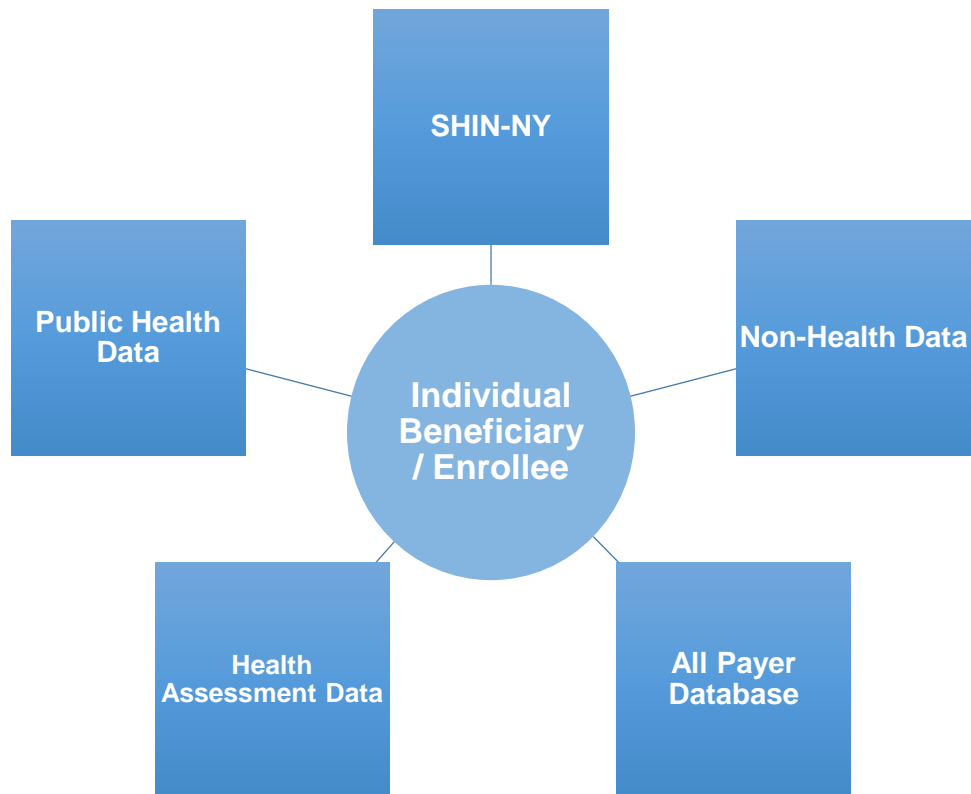 SHIN-NY
Public Health
Data
Non-Health Data
Individual
Beneficiary
/ Enrollee
Health
Assessment Data
All Payer
Database